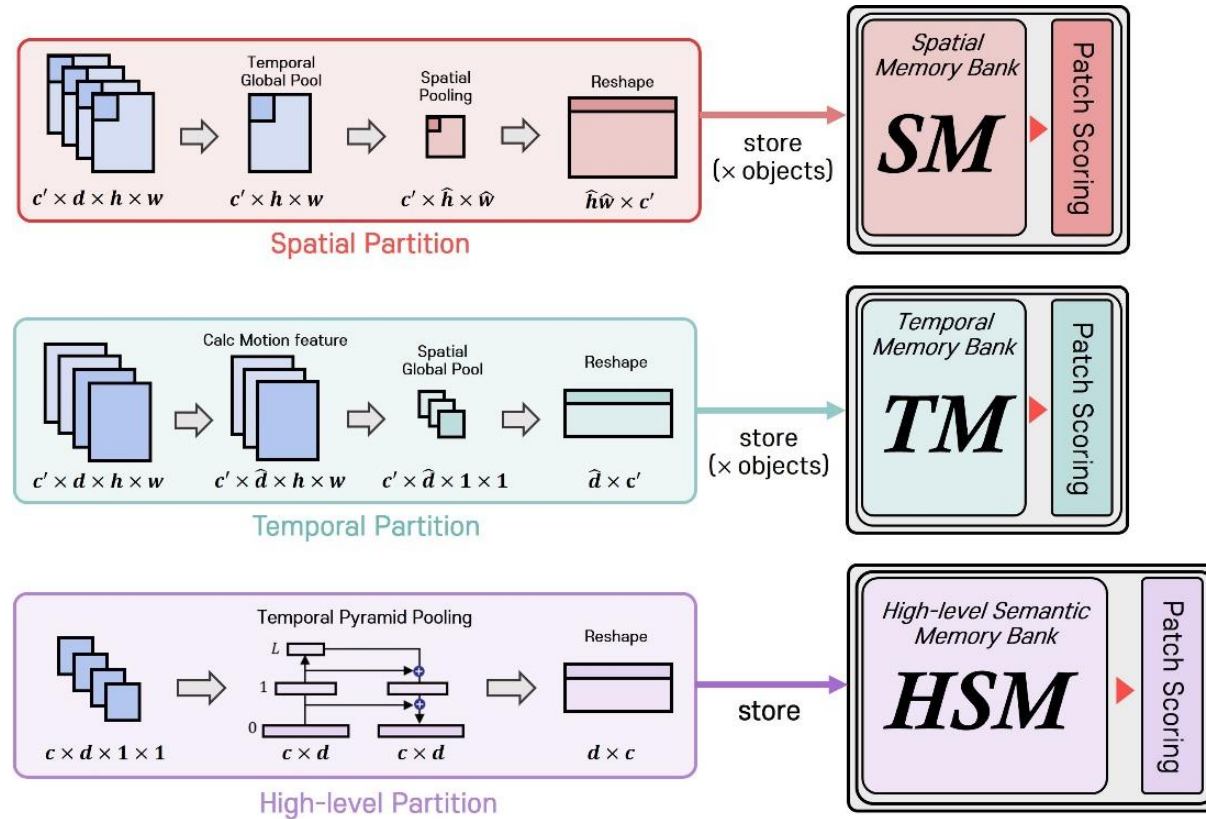 Temporal
Global Pool
Spatial
Pooling
Reshape
c′ × d × h × w
c′ × h × w
c′ × ĥ × ŵ
ĥŵ × c′
Spatial Partition
store
(× objects)
Spatial
Memory Bank
SM
Patch Scoring
Calc Motion feature
Spatial
Global Pool
Reshape
c′ × d × h × w
c′ × d̂ × h × w
c′ × d̂ × 1 × 1
d̂ × c′
Temporal Partition
store
(× objects)
Temporal
Memory Bank
TM
Patch Scoring
Temporal Pyramid Pooling
Reshape
L
1
0
c × d × 1 × 1
c × d
c × d
d × c
High-level Partition
store
High-level Semantic
Memory Bank
HSM
Patch Scoring